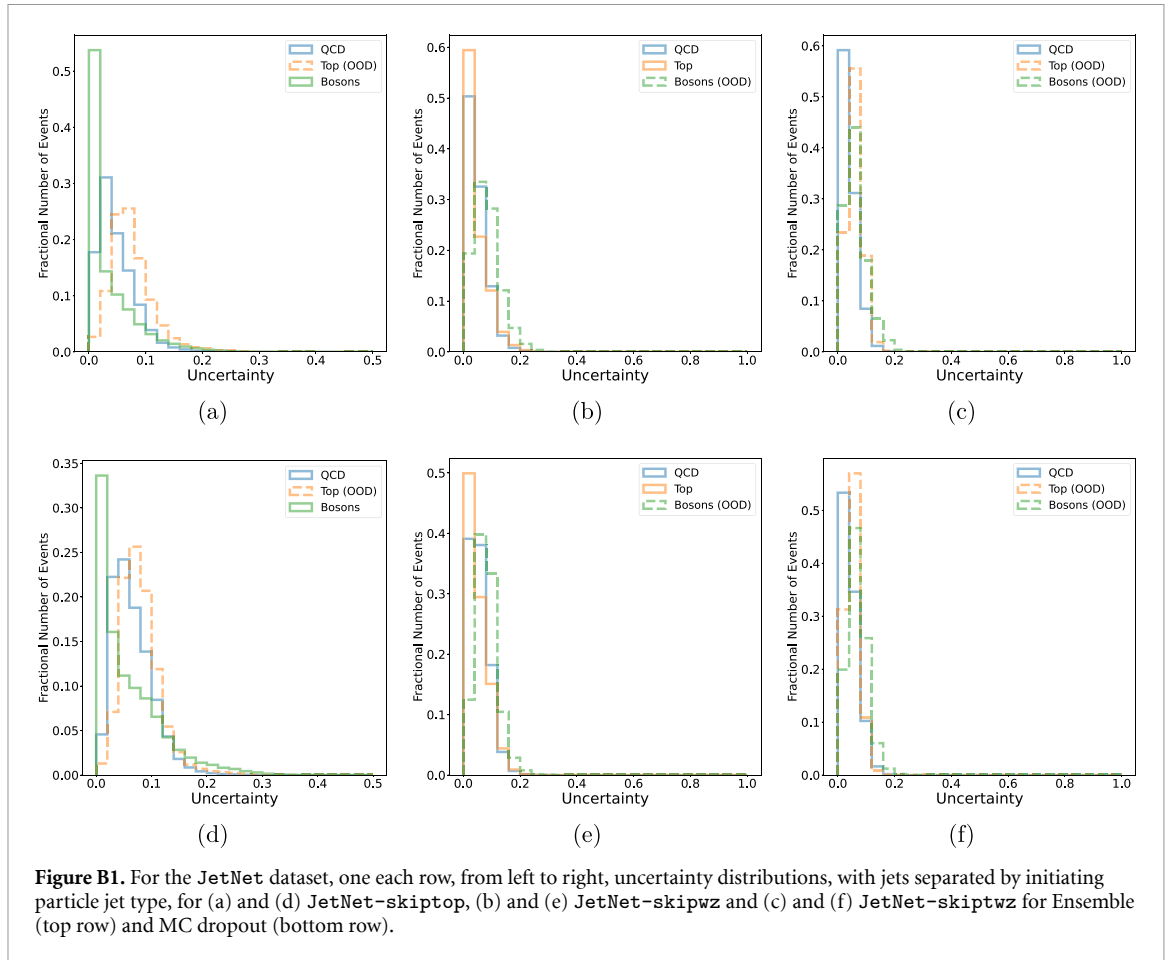 QCD
Top (OOD)
Bosons
Fractional Number of Events
0.5
0.4
0.3
0.2
0.1
0.0
0.0 0.1 0.2 0.3 0.4 0.5
Uncertainty
(a)
QCD
Top
Bosons (OOD)
Fractional Number of Events
0.6
0.5
0.4
0.3
0.2
0.1
0.0
0.0 0.2 0.4 0.6 0.8 1.0
Uncertainty
(b)
QCD
Top (OOD)
Bosons (OOD)
Fractional Number of Events
0.6
0.5
0.4
0.3
0.2
0.1
0.0
0.0 0.2 0.4 0.6 0.8 1.0
Uncertainty
(c)
QCD
Top (OOD)
Bosons
Fractional Number of Events
0.35
0.30
0.25
0.20
0.15
0.10
0.05
0.00
0.0 0.1 0.2 0.3 0.4 0.5
Uncertainty
(d)
QCD
Top
Bosons (OOD)
Fractional Number of Events
0.5
0.4
0.3
0.2
0.1
0.0
0.0 0.2 0.4 0.6 0.8 1.0
Uncertainty
(e)
QCD
Top (OOD)
Bosons (OOD)
Fractional Number of Events
0.5
0.4
0.3
0.2
0.1
0.0
0.0 0.2 0.4 0.6 0.8 1.0
Uncertainty
(f)
Figure B1. For the JetNet dataset, one each row, from left to right, uncertainty distributions, with jets separated by initiating
particle jet type, for (a) and (d) JetNet-skiptop, (b) and (e) JetNet-skipwz and (c) and (f) JetNet-skiptwz for Ensemble
(top row) and MC dropout (bottom row).